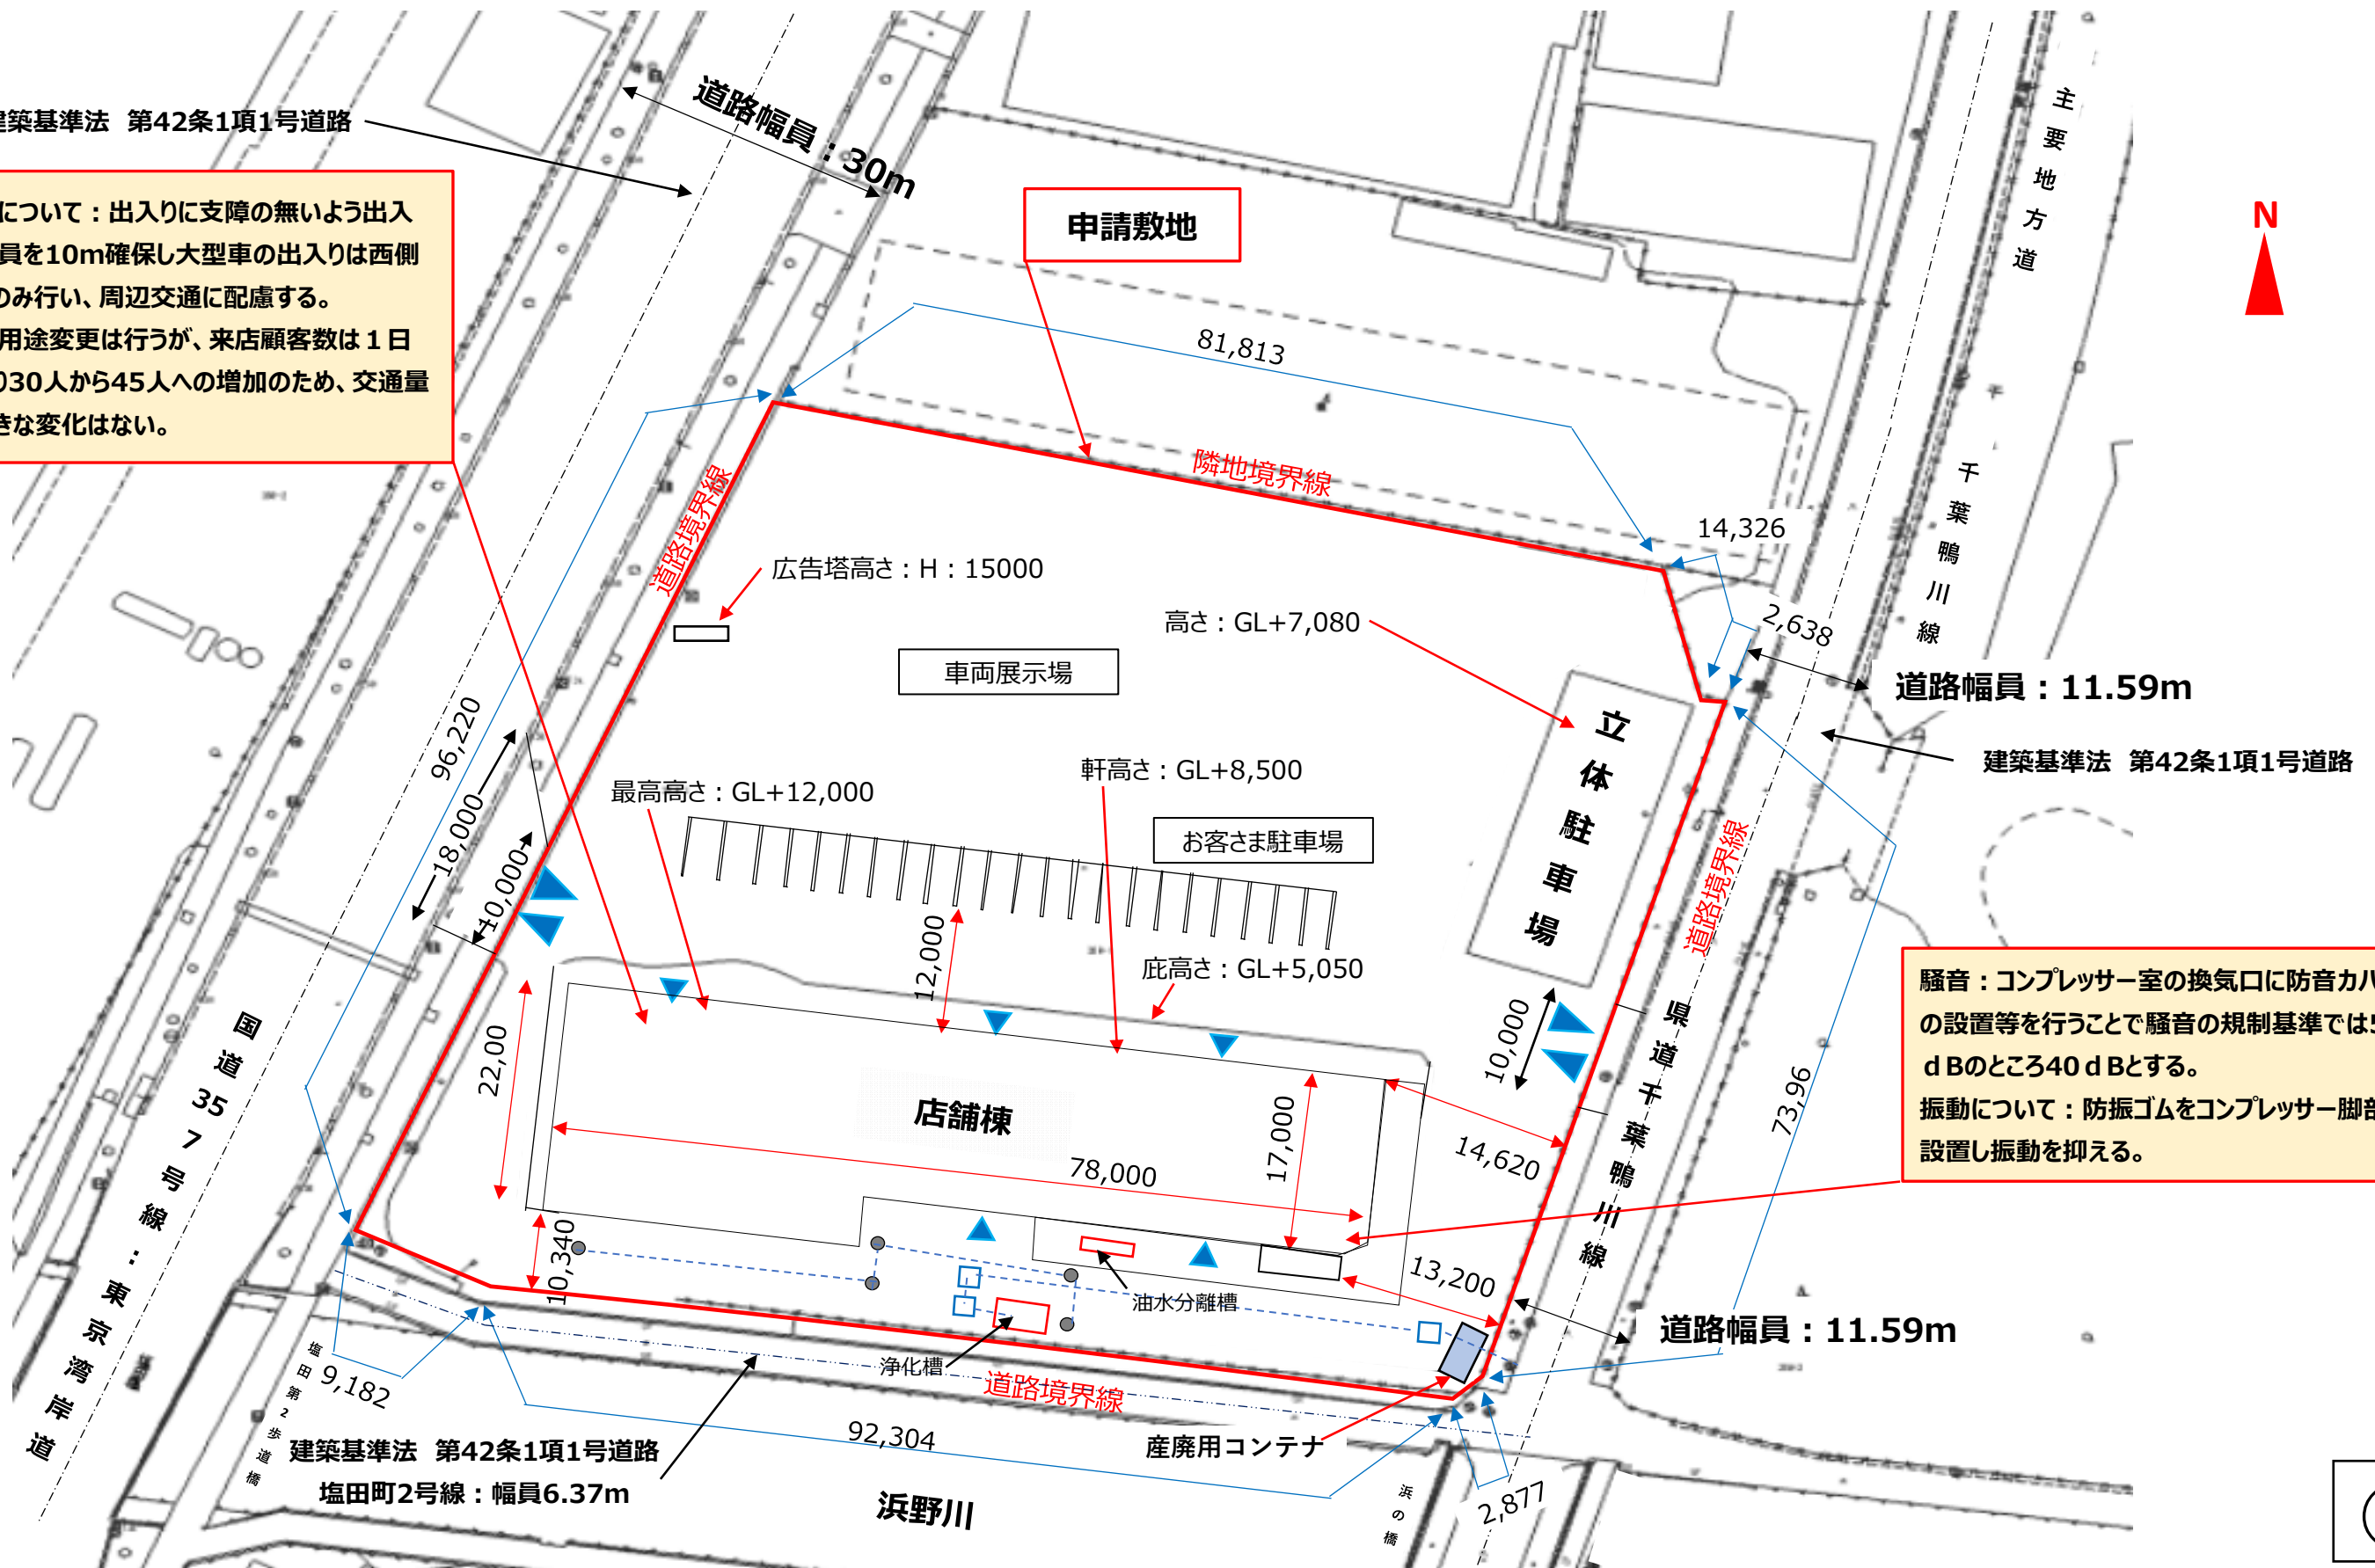 建築基準法 第42条1項1号道路
道路幅員：30m
について：出入りに支障の無いよう出入
員を10m確保し大型車の出入りは西側
のみ行い、周辺交通に配慮する。
用途変更は行うが、来店顧客数は１日
り30人から45人への増加のため、交通量
きな変化はない。
申請敷地
主要地方道 千葉鴨川線
N
81,813
隣地境界線
道路境界線
14,326
2,638
広告塔高さ：H：15000
高さ：GL+7,080
車両展示場
道路幅員：11.59m
建築基準法 第42条1項1号道路
立体駐車場
96,220
18,000
10,000
最高高さ：GL+12,000
軒高さ：GL+8,500
お客さま駐車場
道路境界線
12,000
庇高さ：GL+5,050
10,000
騒音：コンプレッサー室の換気口に防音カバ
の設置等を行うことで騒音の規制基準では
ｄBのところ40ｄBとする。
振動について：防振ゴムをコンプレッサー脚部
設置し振動を抑える。
県道千葉鴨川線
73,96
22,00
店舗棟
78,000
17,000
14,620
国道357号線：東京湾岸道
10,340
13,200
油水分離槽
浄化槽
道路境界線
道路幅員：11.59m
塩田第2歩道橋
9,182
92,304
産廃用コンテナ
建築基準法 第42条1項1号道路
塩田町2号線：幅員6.37m
浜野川
浜の橋
2,877